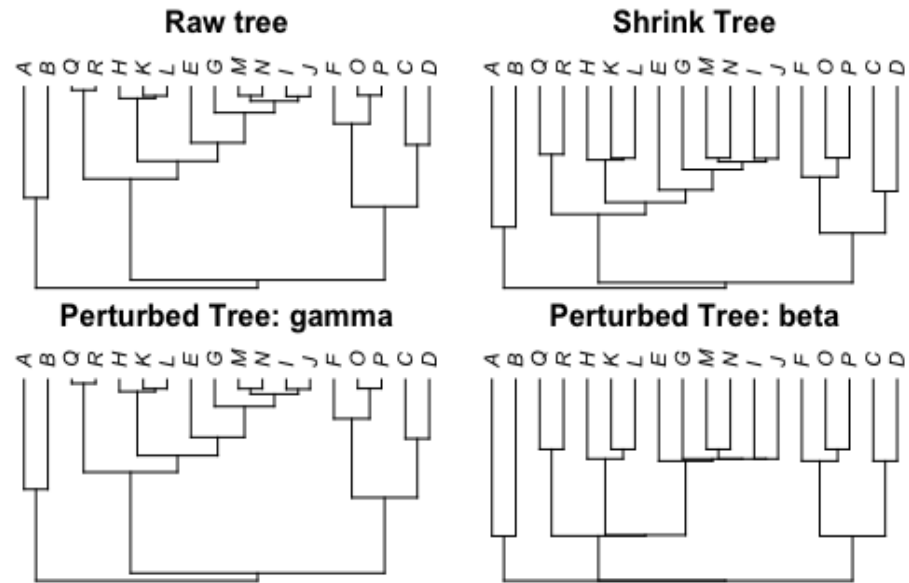 Raw tree
A B Q R H K L E G M N I J F O P C D
Shrink Tree
A B Q R H K L E G M N I J F O P C D
Perturbed Tree: gamma
A B Q R H K L E G M N I J F O P C D
Perturbed Tree: beta
A B Q R H K L E G M N I J F O P C D